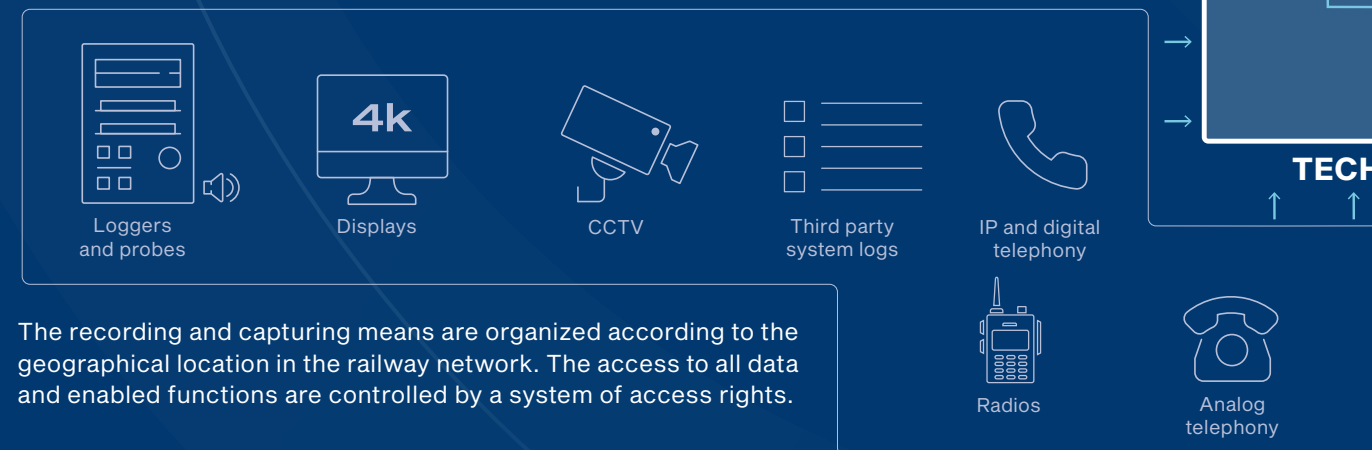 4k
Loggers
and probes
Displays
CCTV
Third party
system logs
IP and digital
telephony
TECH
The recording and capturing means are organized according to the
geographical location in the railway network. The access to all data
and enabled functions are controlled by a system of access rights.
Radios
Analog
telephony